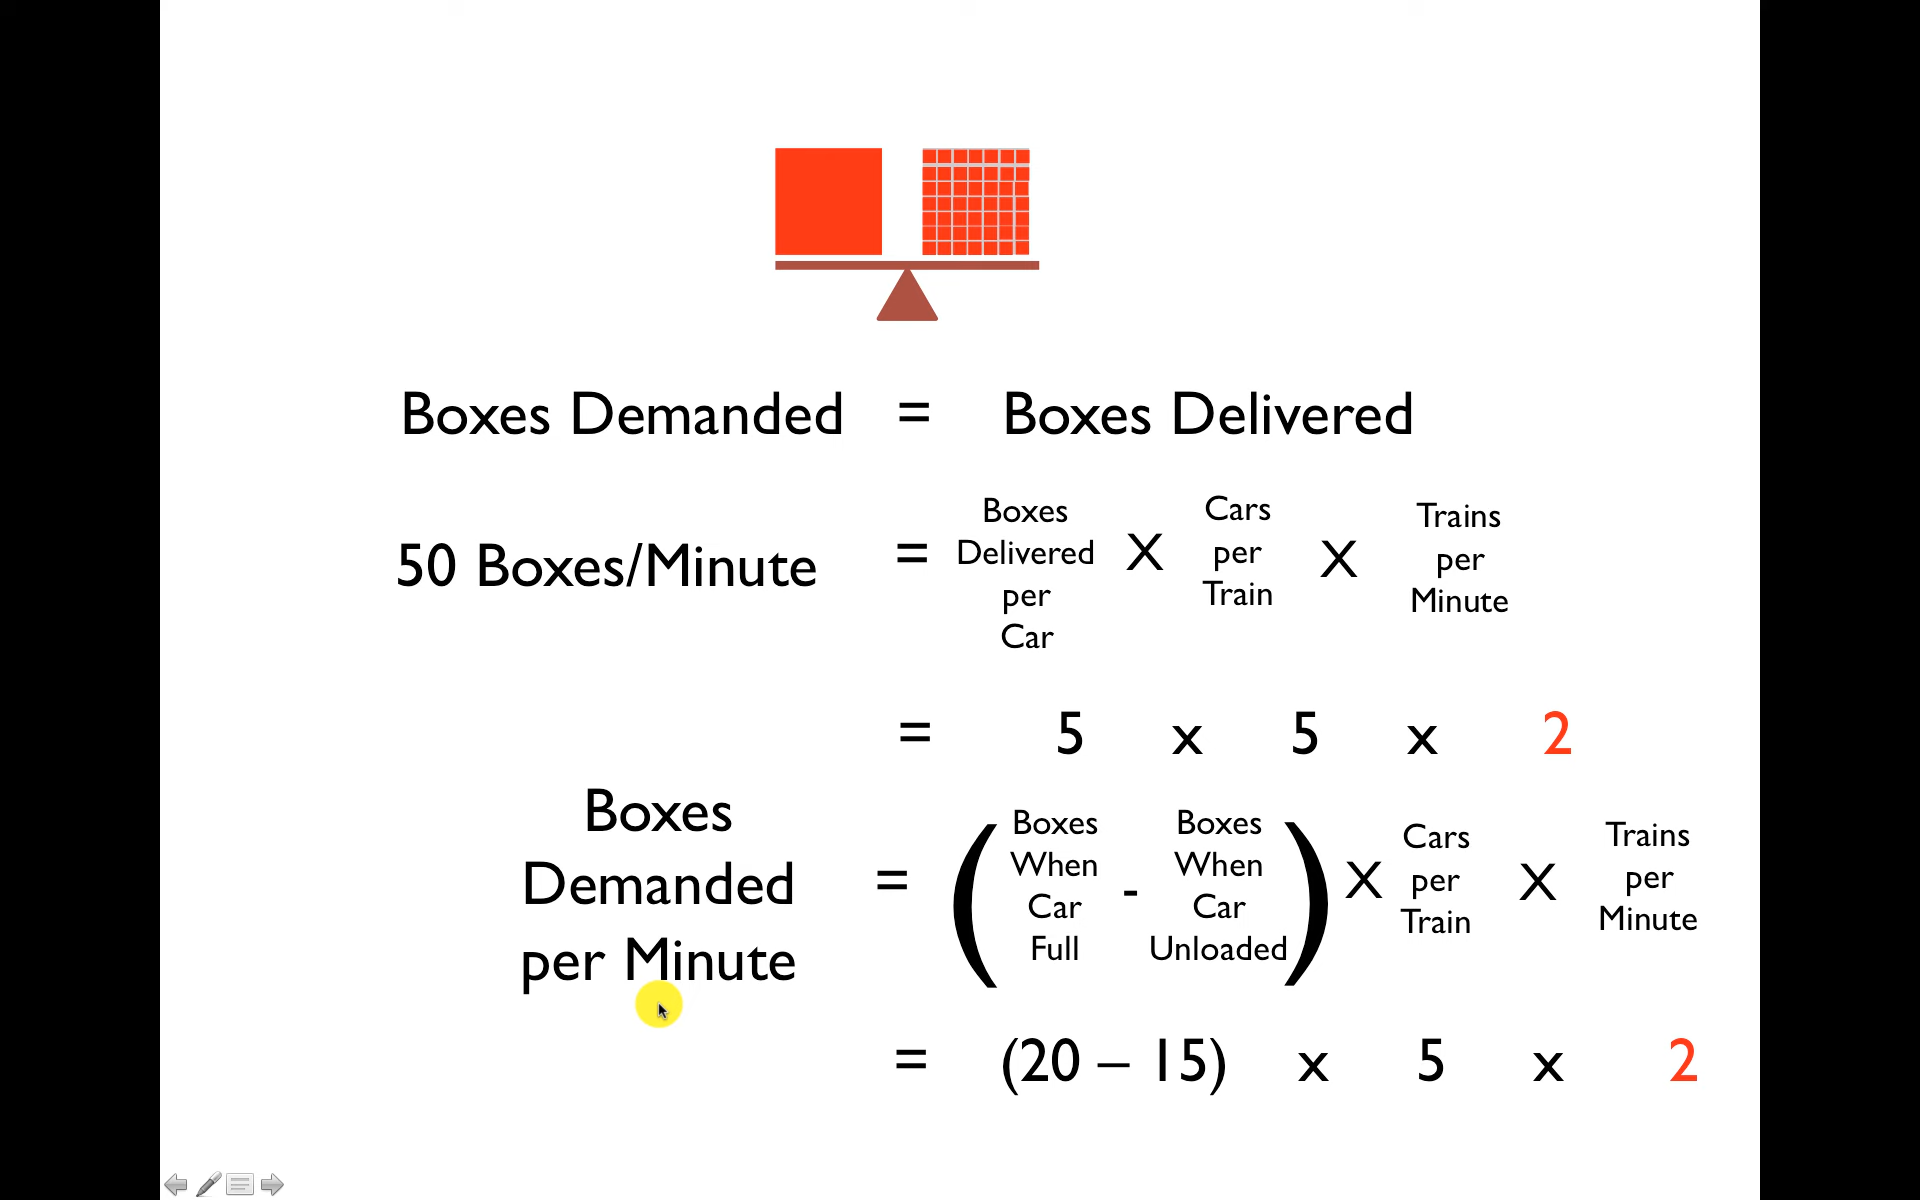 Boxes Demanded = Boxes Delivered
50 Boxes/Minute = Boxes Delivered per Car X Cars per Train X Trains per Minute
= 5 x 5 x 2
Boxes Demanded per Minute = ( Boxes When Car Full - Boxes When Car Unloaded ) X Cars per Train X Trains per Minute
= (20 – 15) x 5 x 2